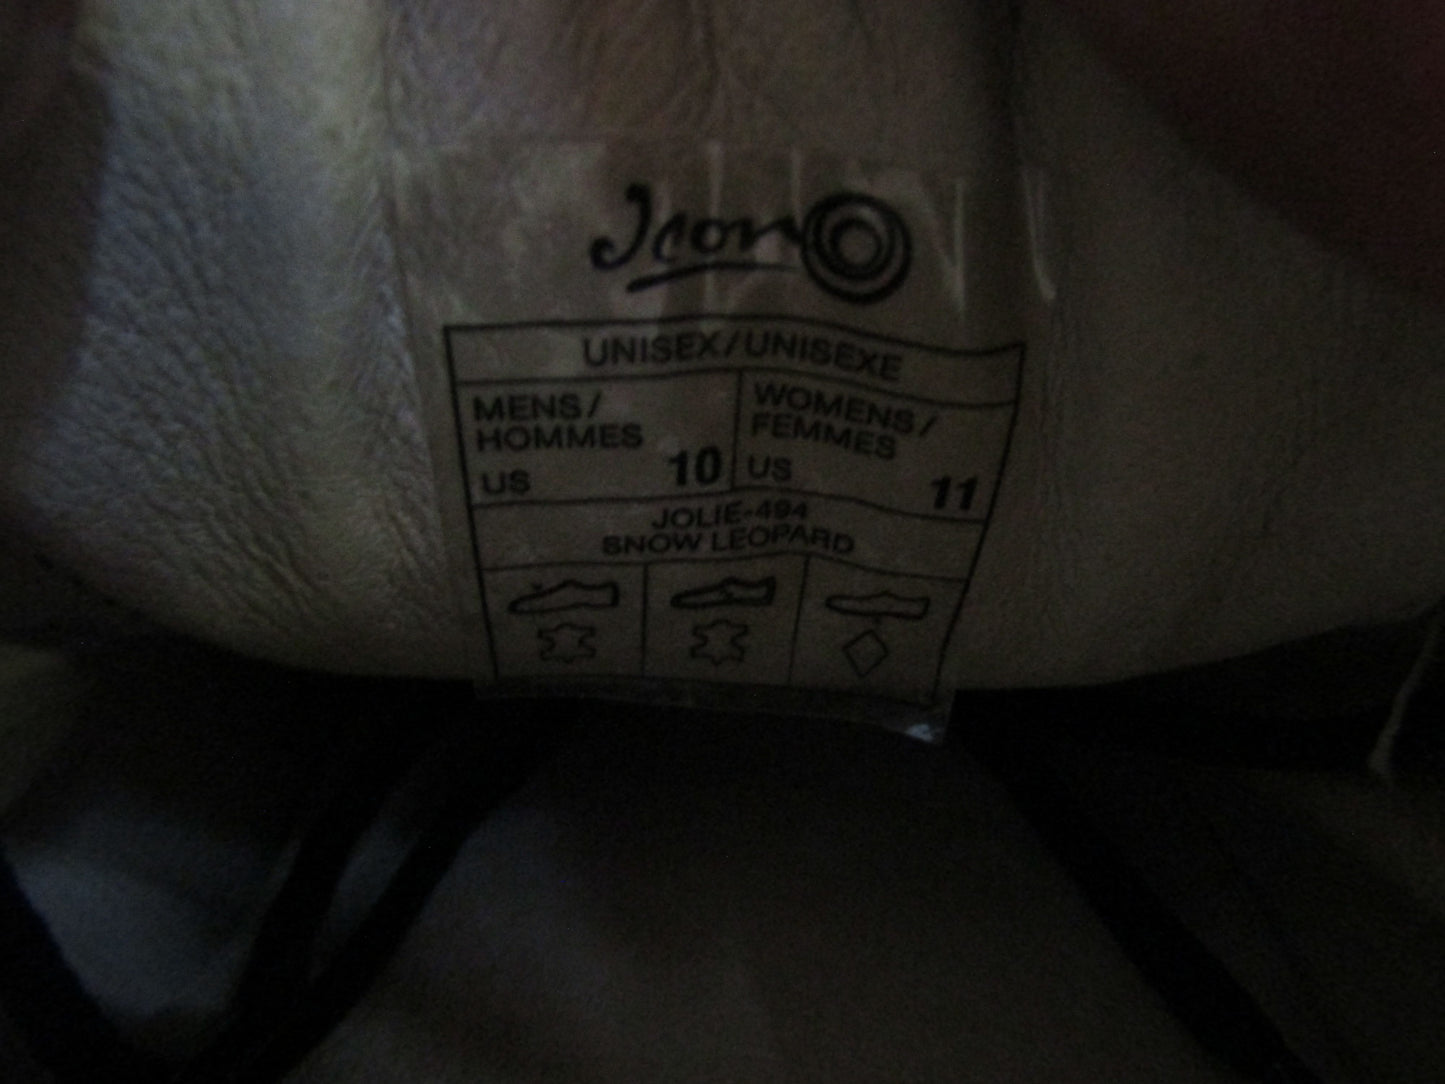 Icon
UNISEX/UNISEXE
MENS/
HOMMES
US 10
WOMENS/
FEMMES
US 11
JOLIE-494
SNOW LEOPARD